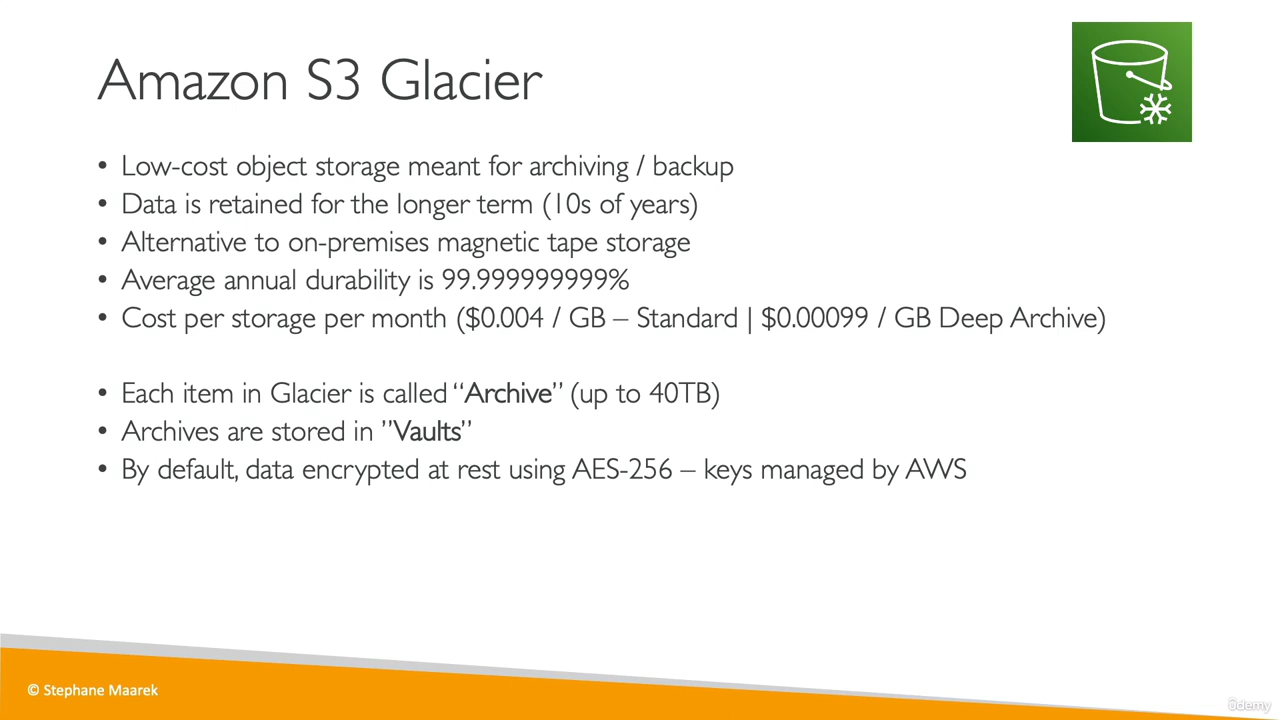 Amazon S3 Glacier
• Low-cost object storage meant for archiving / backup
• Data is retained for the longer term (10s of years)
• Alternative to on-premises magnetic tape storage
• Average annual durability is 99.999999999%
• Cost per storage per month ($0.004 / GB – Standard | $0.00099 / GB Deep Archive)
• Each item in Glacier is called “Archive” (up to 40TB)
• Archives are stored in ”Vaults”
• By default, data encrypted at rest using AES-256 – keys managed by AWS
© Stephane Maarek
ûdemy